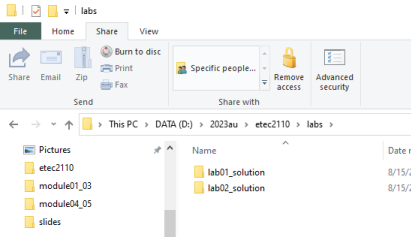 labs
File Home Share View
Share Email Zip
Burn to disc
Print
Fax
Send
Specific people...
Share with
Remove access
Advanced security
This PC > DATA (D:) > 2023au > etec2110 > labs >
Pictures
etec2110
module01_03
module04_05
slides
Name Date
lab01_solution 8/15/2
lab02_solution 8/15/2